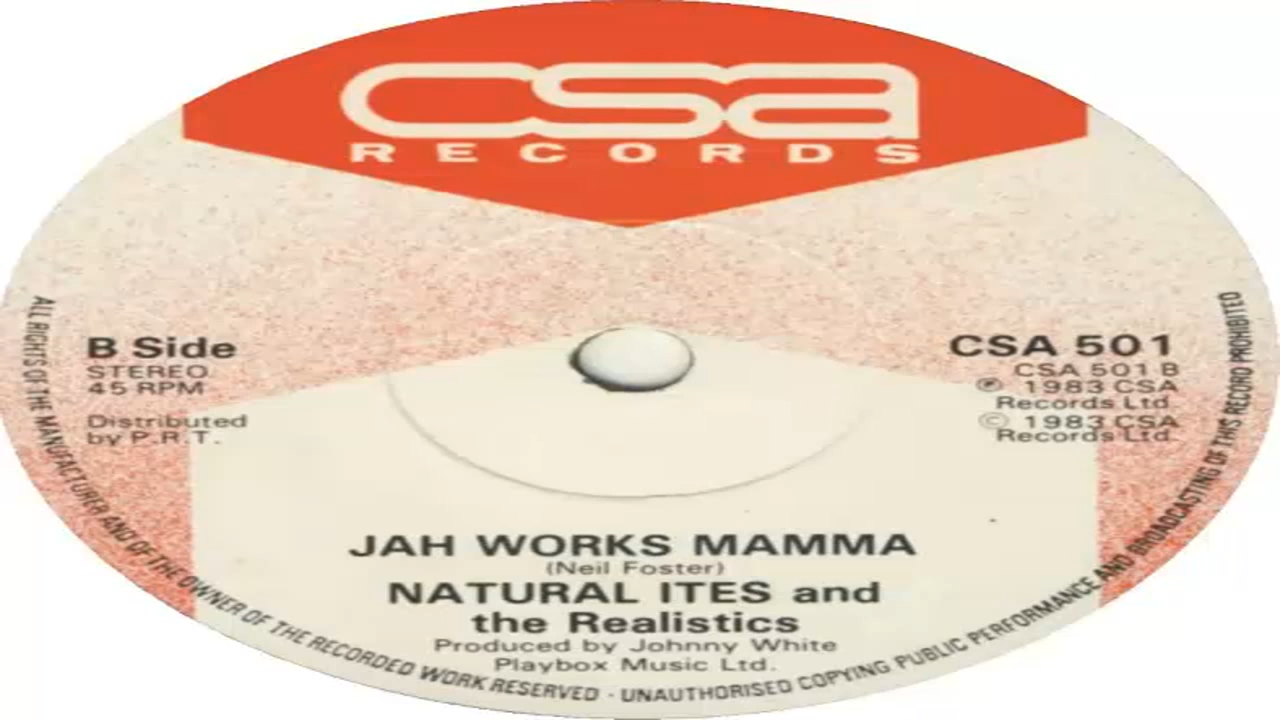 csa
RECORDS
B Side
STEREO
45 RPM
Distributed
by P.R.T.
CSA 501
CSA 501 B
℗ 1983 CSA
Records Ltd.
© 1983 CSA
Records Ltd.
JAH WORKS MAMMA
(Neil Foster)
NATURAL ITES and
the Realistics
Produced by Johnny White
Playbox Music Ltd.
ALL RIGHTS OF THE MANUFACTURER AND OF THE OWNER OF THE RECORDED WORK RESERVED · UNAUTHORISED COPYING PUBLIC PERFORMANCE AND BROADCASTING OF THIS RECORD PROHIBITED